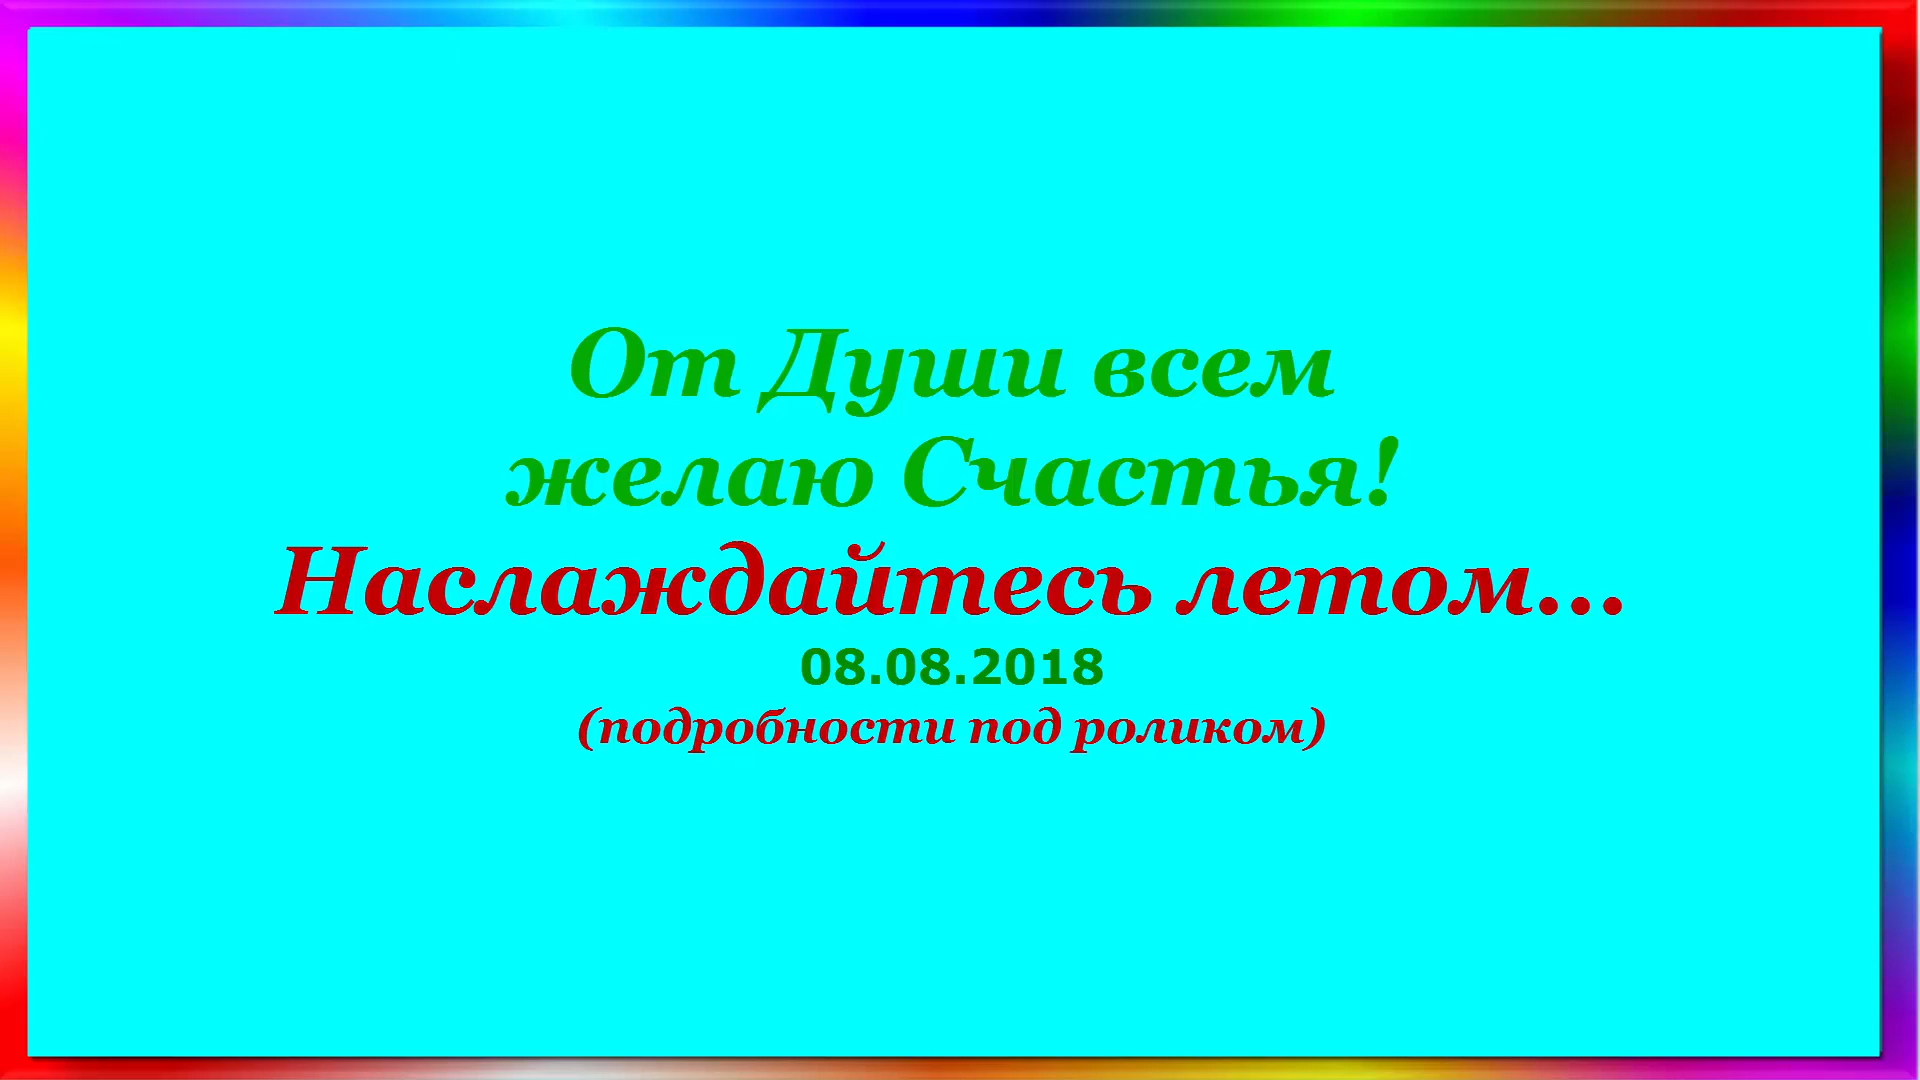 От Души всем
желаю Счастья!
Наслаждайтесь летом...
08.08.2018
(подробности под роликом)